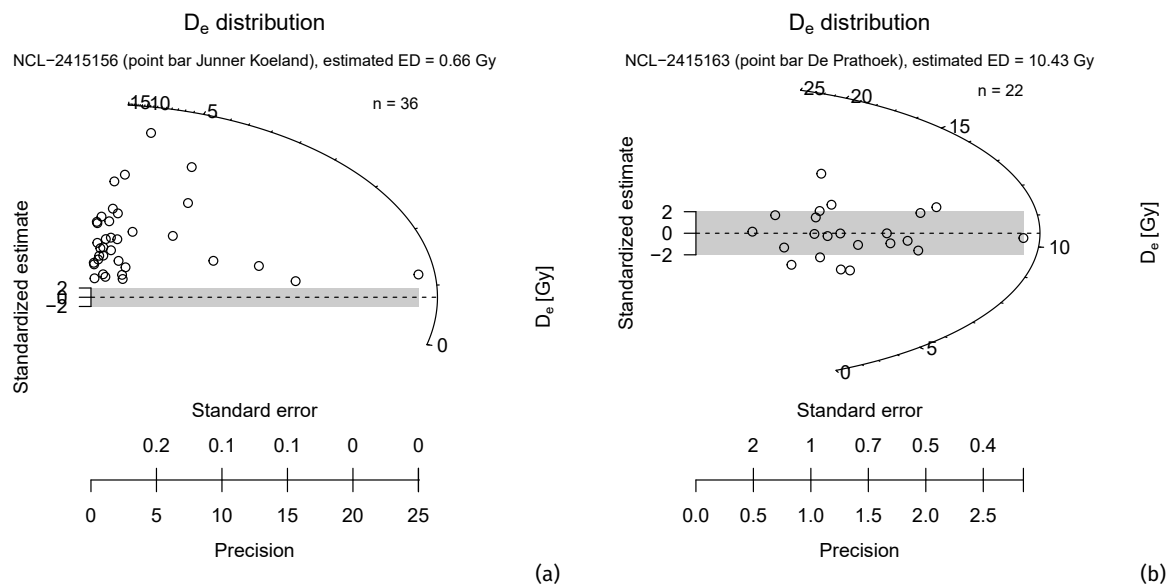 Dₑ distribution
NCL−2415156 (point bar Junner Koeland), estimated ED = 0.66 Gy
n = 36
15
10
5
0
Standardized estimate
2
0
−2
Dₑ [Gy]
Standard error
0.2 0.1 0.1 0 0
0 5 10 15 20 25
Precision
(a)
Dₑ distribution
NCL−2415163 (point bar De Prathoek), estimated ED = 10.43 Gy
n = 22
25
20
15
10
5
0
Standardized estimate
2
0
−2
Dₑ [Gy]
Standard error
2 1 0.7 0.5 0.4
0.0 0.5 1.0 1.5 2.0 2.5
Precision
(b)